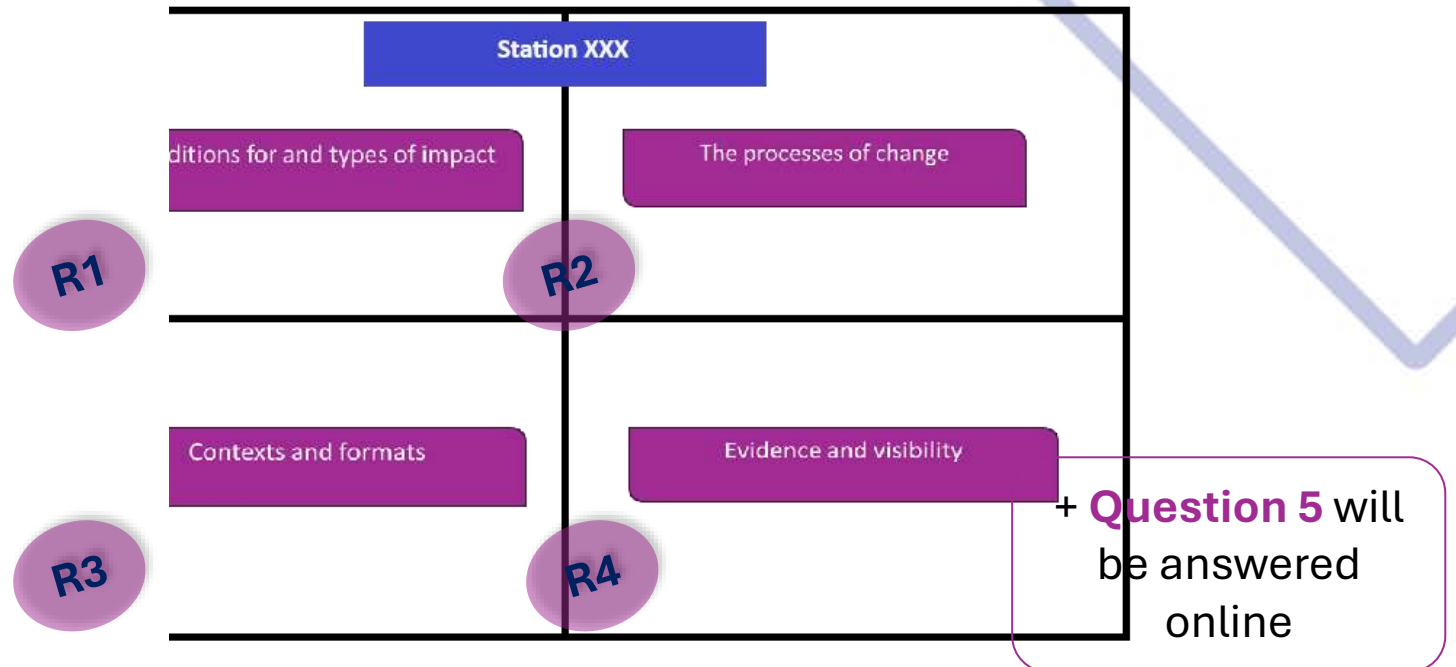 Station XXX
ditions for and types of impact
The processes of change
R1
R2
Contexts and formats
Evidence and visibility
+ Question 5 will
be answered
online
R3
R4